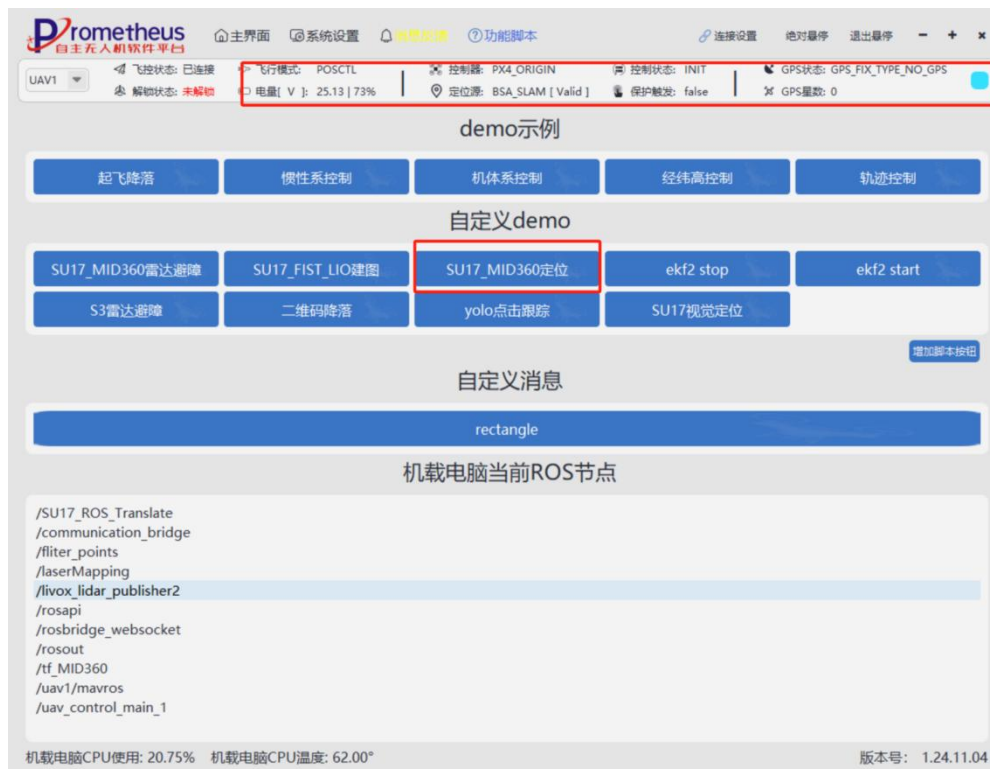 Prometheus
自主无人机软件平台
主界面 系统设置 功能脚本 连接设置 绝对悬停 退出悬停
UAV1 飞控状态: 已连接 飞行模式: POSCTL 控制器: PX4_ORIGIN 控制状态: INIT GPS状态: GPS_FIX_TYPE_NO_GPS
解锁状态: 未解锁 电量[ V ]: 25.13 | 73% 定位源: BSA_SLAM [ Valid ] 保护触发: false GPS星数: 0
demo示例
起飞降落 惯性系控制 机体系控制 经纬高控制 轨迹控制
自定义demo
SU17_MID360雷达避障 SU17_FIST_LIO建图 SU17_MID360定位 ekf2 stop ekf2 start
S3雷达避障 二维码降落 yolo点击跟踪 SU17视觉定位
增加脚本按钮
自定义消息
rectangle
机载电脑当前ROS节点
/SU17_ROS_Translate
/communication_bridge
/fliter_points
/laserMapping
/livox_lidar_publisher2
/rosapi
/rosbridge_websocket
/rosout
/tf_MID360
/uav1/mavros
/uav_control_main_1
机载电脑CPU使用: 20.75% 机载电脑CPU温度: 62.00° 版本号: 1.24.11.04